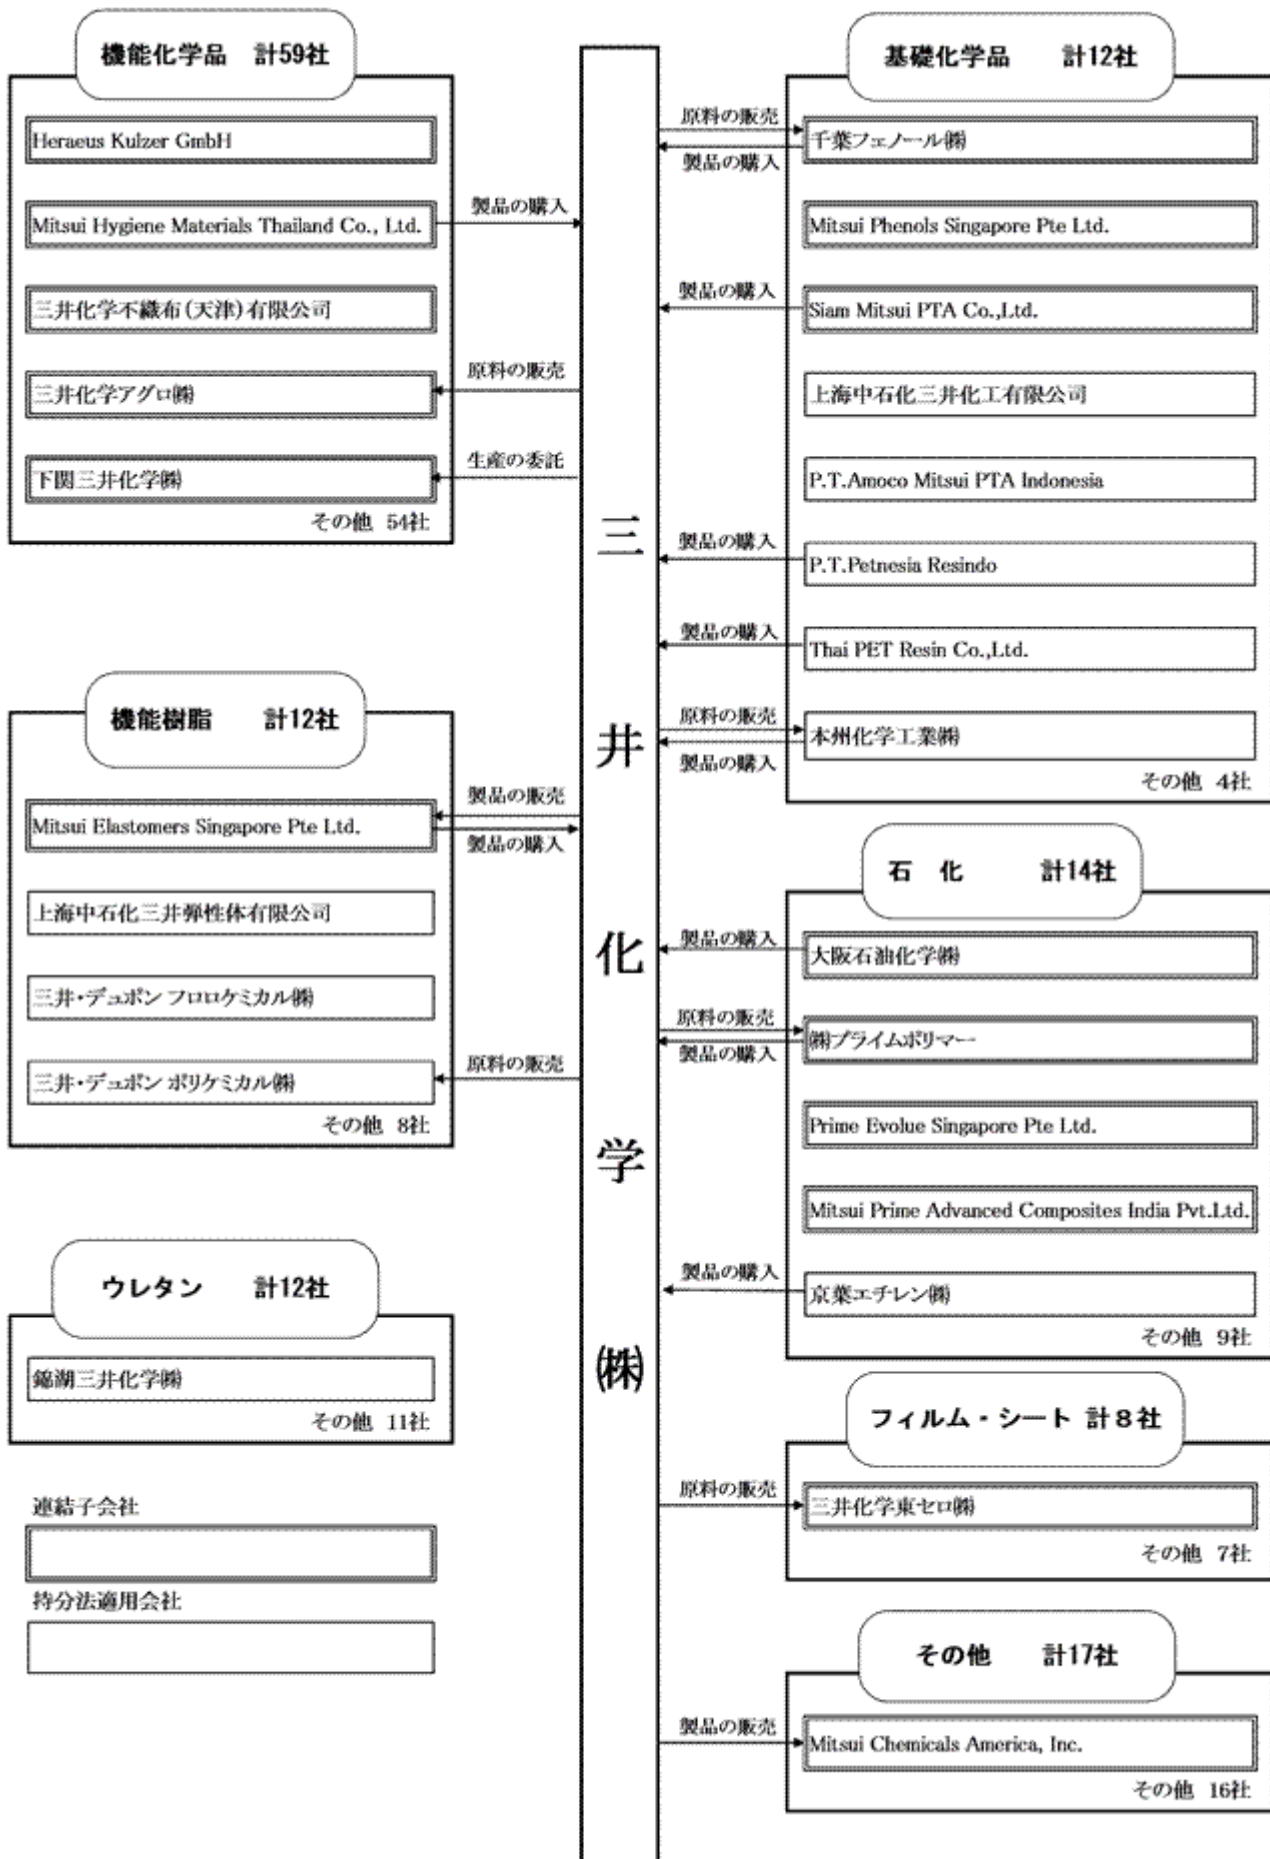 機能化学品 計59社
Heraeus Kulzer GmbH
Mitsui Hygiene Materials Thailand Co., Ltd.
製品の購入
三井化学不織布(天津)有限公司
三井化学アグロ㈱
原料の販売
下関三井化学㈱
生産の委託
その他 54社
機能樹脂 計12社
Mitsui Elastomers Singapore Pte Ltd.
製品の販売
製品の購入
上海中石化三井弾性体有限公司
三井・デュポン フロロケミカル㈱
三井・デュポン ポリケミカル㈱
原料の販売
その他 8社
ウレタン 計12社
錦湖三井化学㈱
その他 11社
連結子会社
持分法適用会社
三井化学㈱
基礎化学品 計12社
原料の販売
製品の購入
千葉フェノール㈱
Mitsui Phenols Singapore Pte Ltd.
製品の購入
Siam Mitsui PTA Co.,Ltd.
上海中石化三井化工有限公司
P.T.Amoco Mitsui PTA Indonesia
製品の購入
P.T.Petnesia Resindo
製品の購入
Thai PET Resin Co.,Ltd.
原料の販売
製品の購入
本州化学工業㈱
その他 4社
石 化 計14社
製品の購入
大阪石油化学㈱
原料の販売
製品の購入
㈱プライムポリマー
Prime Evolue Singapore Pte Ltd.
Mitsui Prime Advanced Composites India Pvt.Ltd.
製品の購入
京葉エチレン㈱
その他 9社
フィルム・シート 計8社
原料の販売
三井化学東セロ㈱
その他 7社
その他 計17社
製品の販売
Mitsui Chemicals America, Inc.
その他 16社